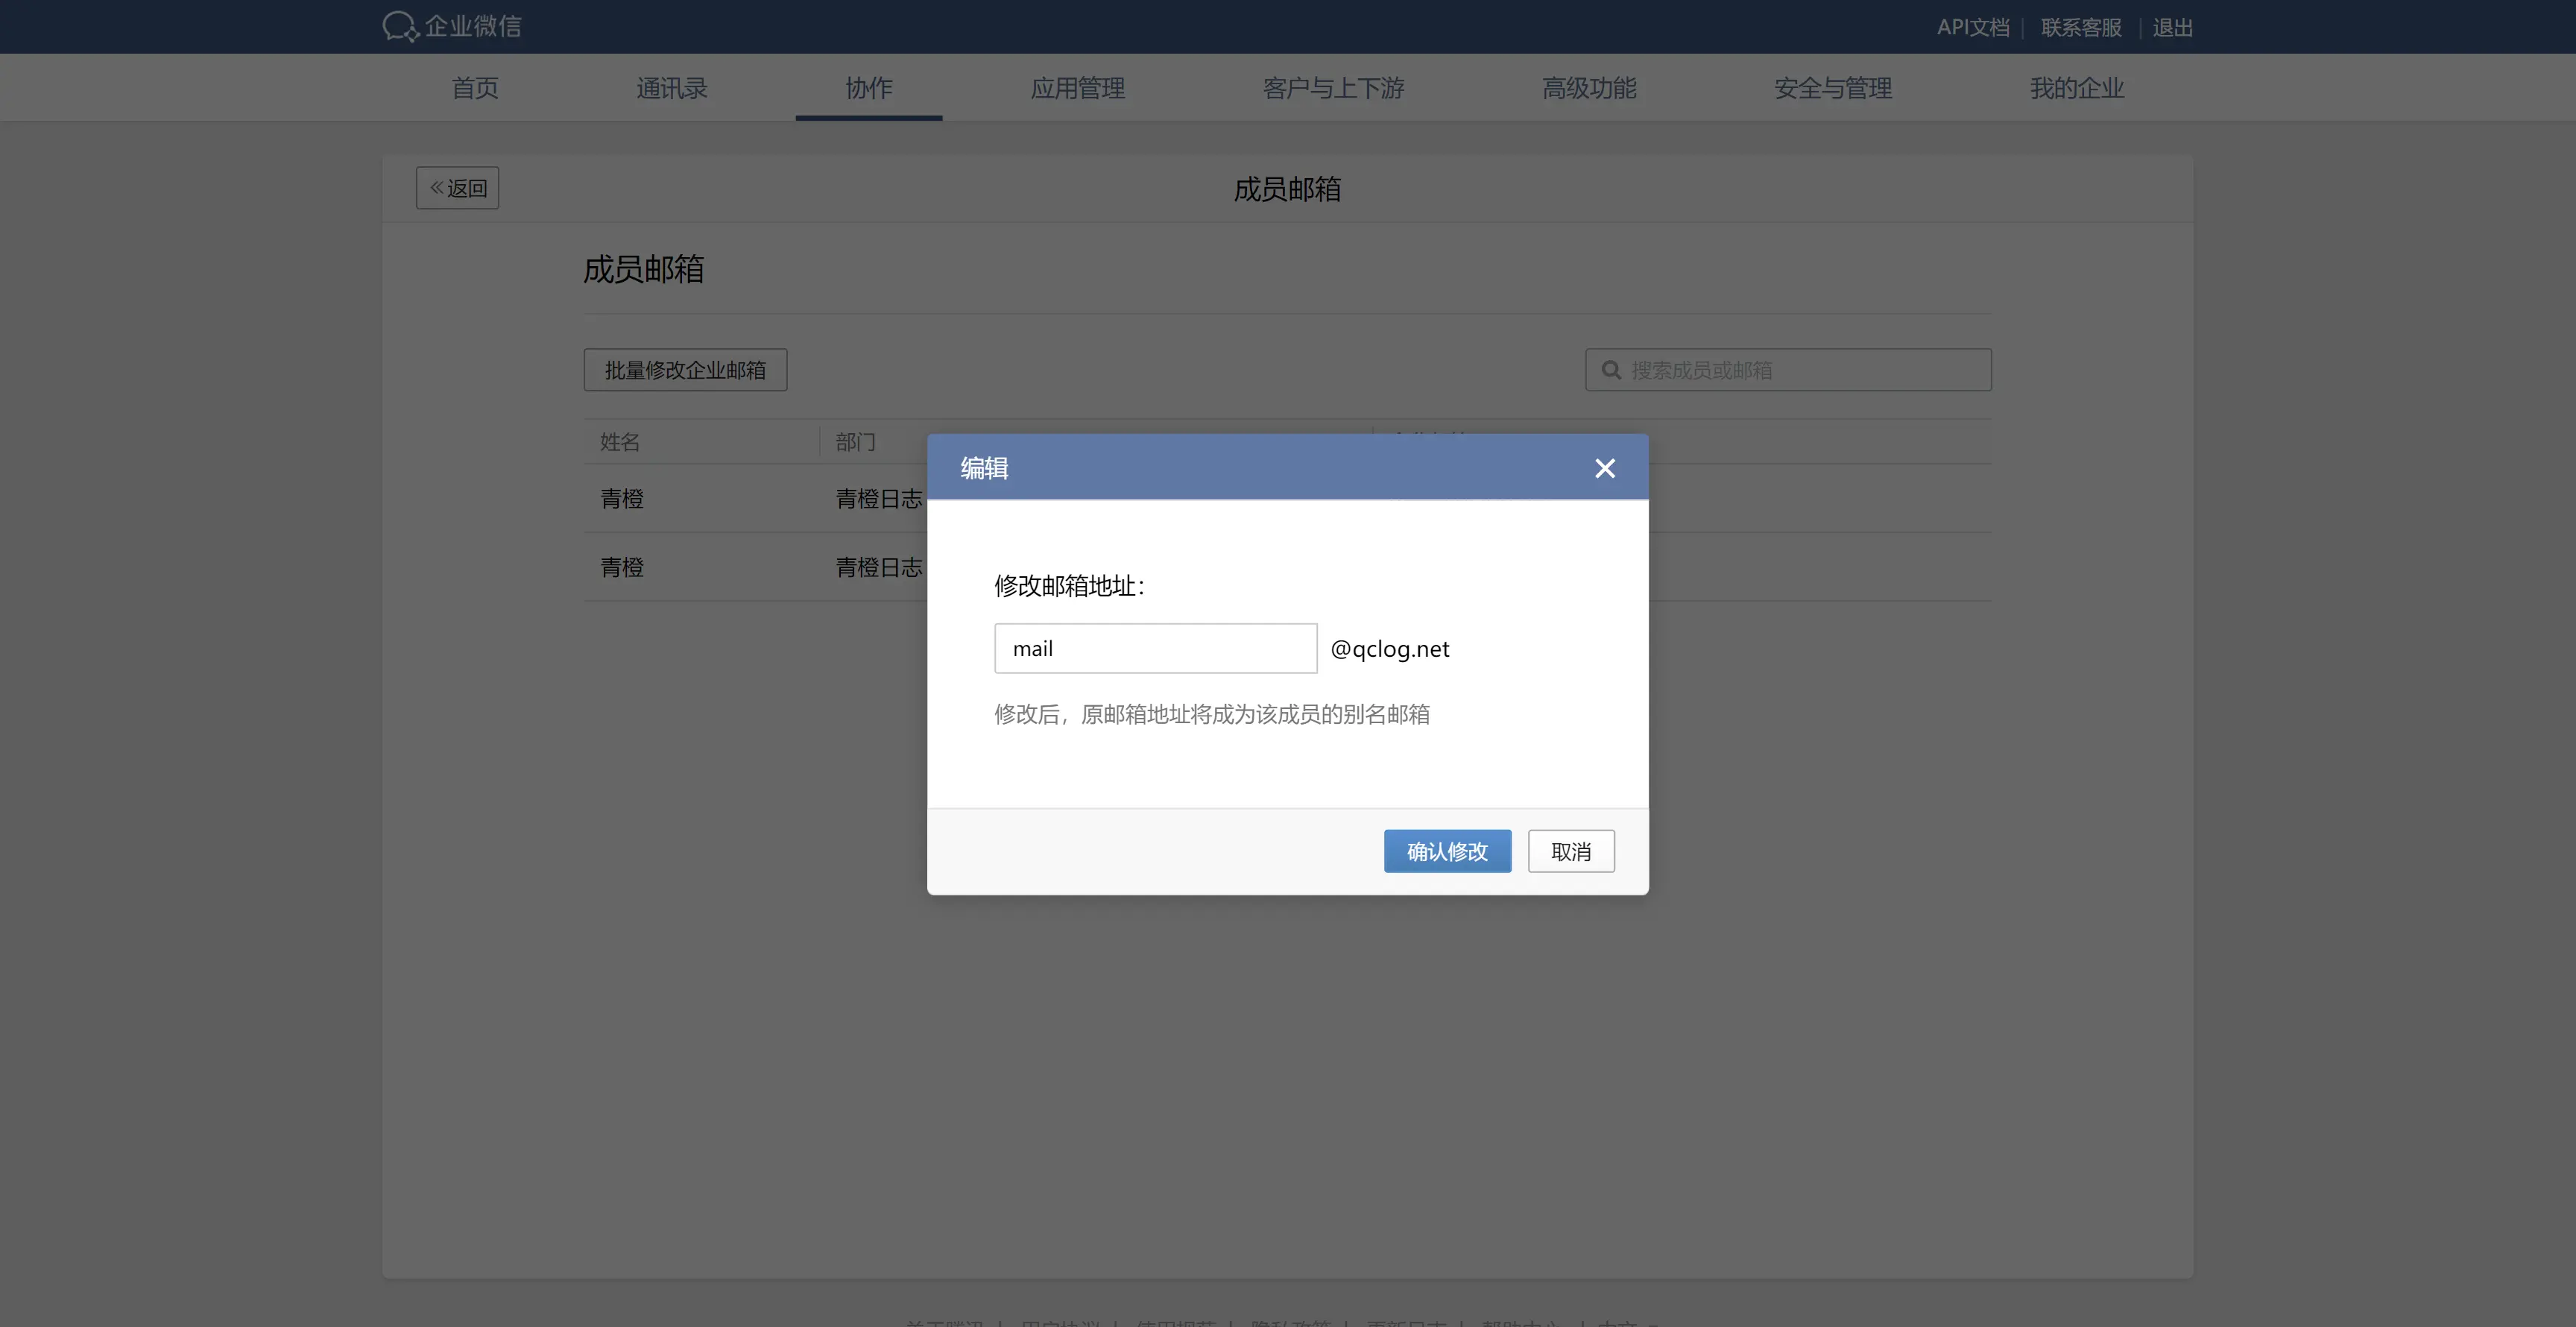 企业微信
API文档 | 联系客服 | 退出
首页 通讯录 协作 应用管理 客户与上下游 高级功能 安全与管理 我的企业
«返回 成员邮箱
成员邮箱
批量修改企业邮箱 搜索成员或邮箱
姓名 部门
编辑
青橙 青橙日志
青橙 青橙日志
修改邮箱地址:
mail @qclog.net
修改后，原邮箱地址将成为该成员的别名邮箱
确认修改 取消